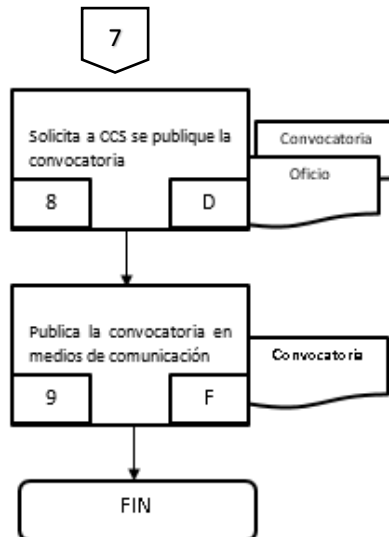 7
Solicita a CCS se publique la
convocatoria
8
D
Convocatoria
Oficio
Publica la convocatoria en
medios de comunicación
9
F
Convocatoria
FIN